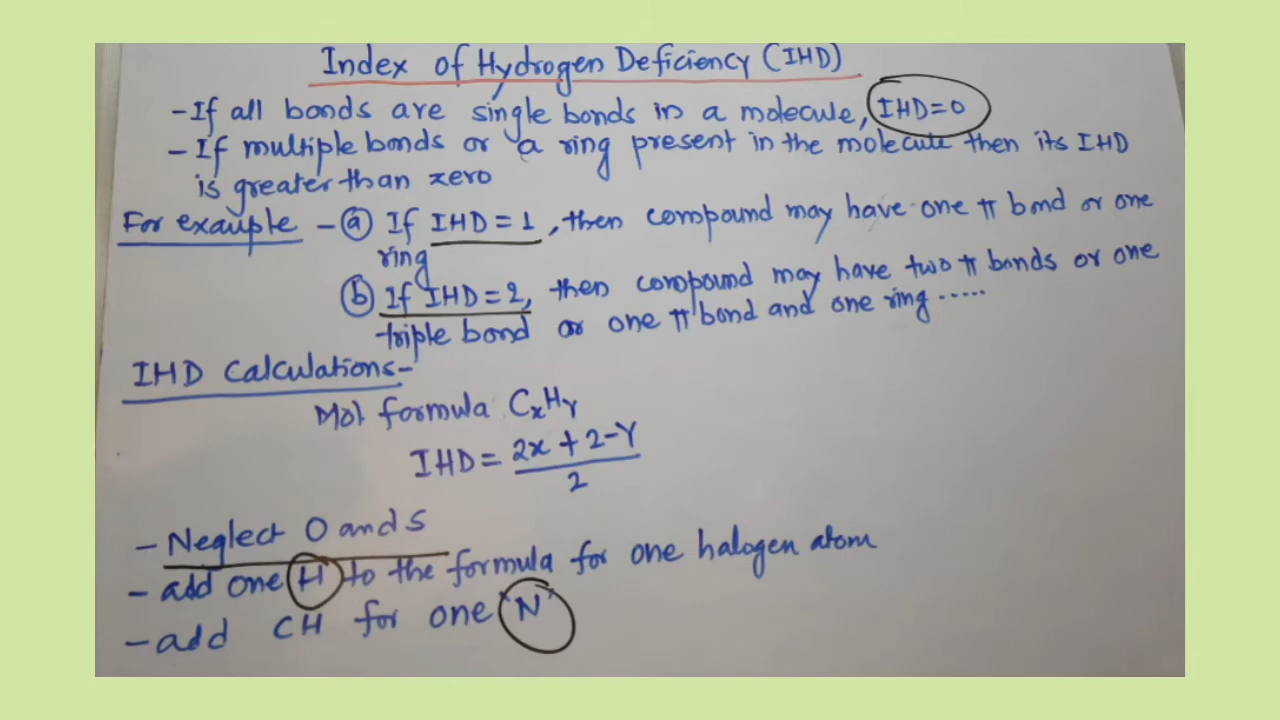 Index of Hydrogen Deficiency (IHD)
-If all bonds are single bonds in a molecule, IHD=0
-If multiple bonds or a ring present in the molecule then its IHD
is greater than zero
For example - (a) If IHD = 1, then compound may have one π bond or one
ring
(b) If IHD = 2, then compound may have two π bonds or one
triple bond or one π bond and one ring .....
IHD Calculations-
Mol formula CxHy
IHD = 2x + 2-Y
2
- Neglect O and S
- add one H to the formula for one halogen atom
- add CH for one 'N'